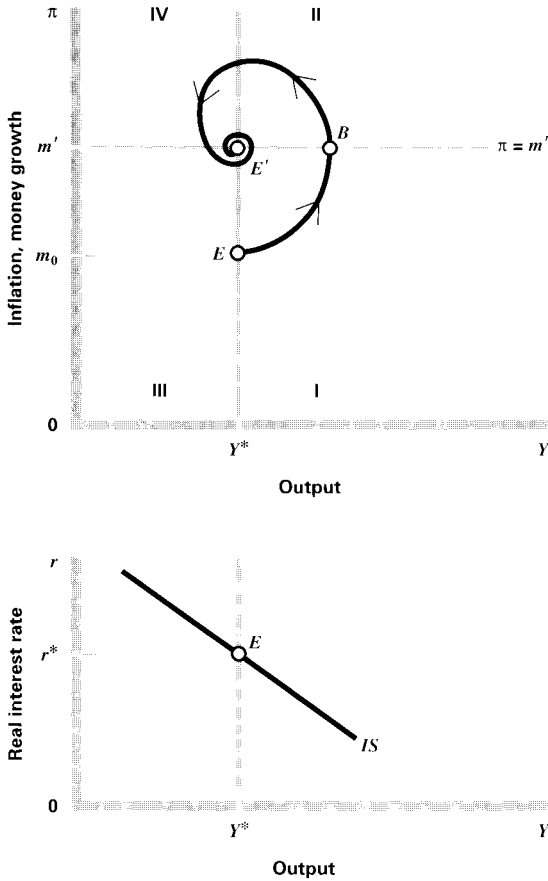 π
IV
II
m'
B
π = m'
E'
m₀
E
III
I
0
Y*
Y
Inflation, money growth
Output
r
r*
E
IS
0
Y*
Y
Real interest rate
Output